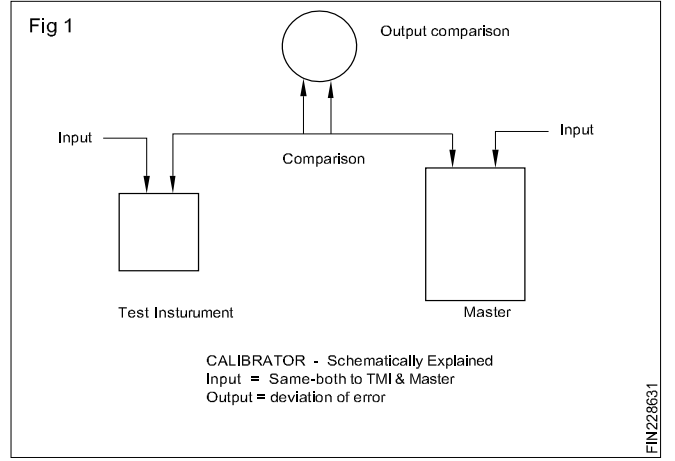 Fig 1
Output comparison
Input
Input
Comparison
Test Insturument
Master
CALIBRATOR - Schematically Explained
Input = Same-both to TMI & Master
Output = deviation of error
FIN228631